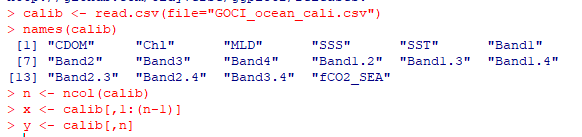 > calib <- read.csv(file="GOCI_ocean_cali.csv")
> names(calib)
[1] "CDOM" "Chl" "MLD" "SSS" "SST" "Band1"
[7] "Band2" "Band3" "Band4" "Band1.2" "Band1.3" "Band1.4"
[13] "Band2.3" "Band2.4" "Band3.4" "fCO2_SEA"
> n <- ncol(calib)
> x <- calib[,1:(n-1)]
> y <- calib[,n]